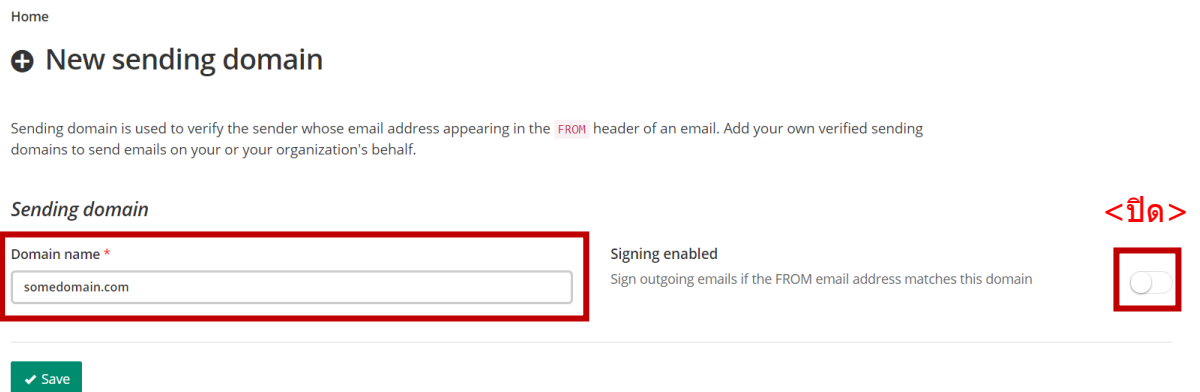 Home
New sending domain
Sending domain is used to verify the sender whose email address appearing in the FROM header of an email. Add your own verified sending
domains to send emails on your or your organization's behalf.
Sending domain
<ปิด>
Domain name *
somedomain.com
Signing enabled
Sign outgoing emails if the FROM email address matches this domain
Save